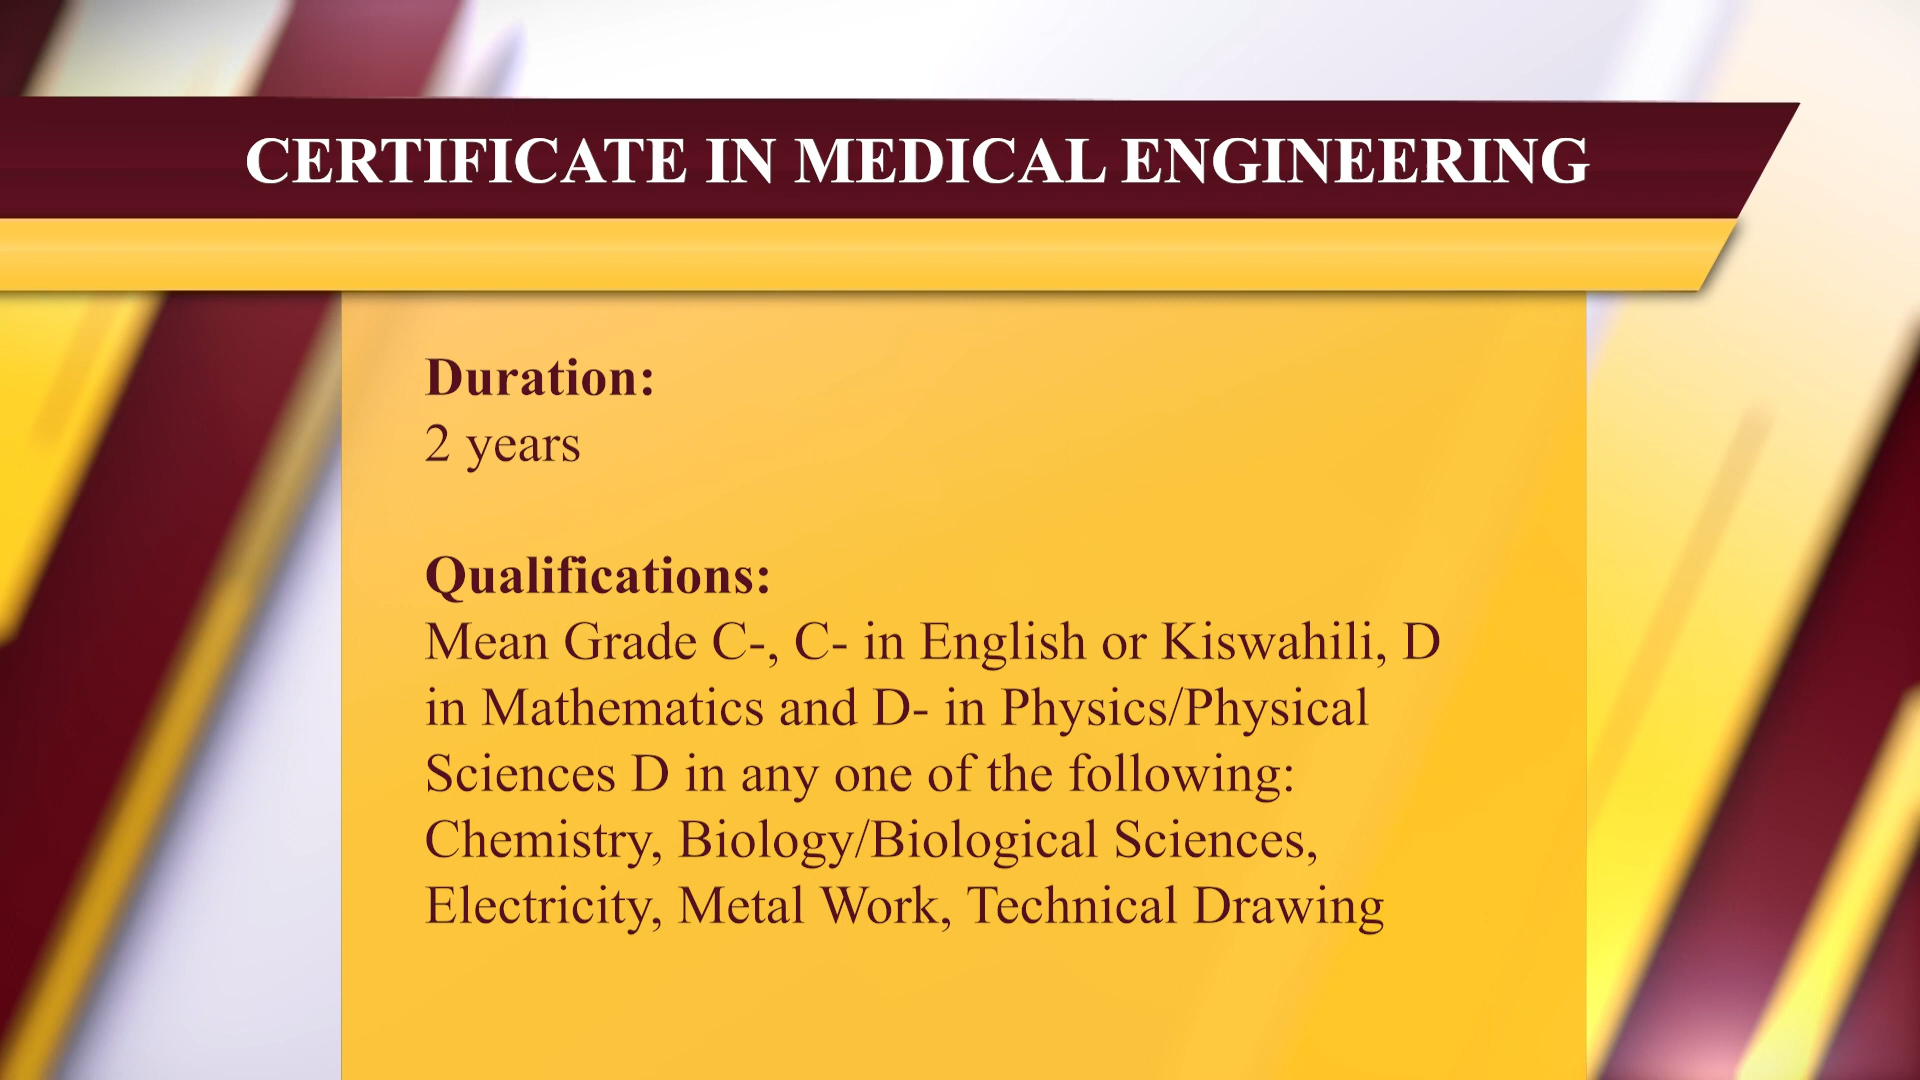 CERTIFICATE IN MEDICAL ENGINEERING
Duration:
2 years
Qualifications:
Mean Grade C-, C- in English or Kiswahili, D
in Mathematics and D- in Physics/Physical
Sciences D in any one of the following:
Chemistry, Biology/Biological Sciences,
Electricity, Metal Work, Technical Drawing